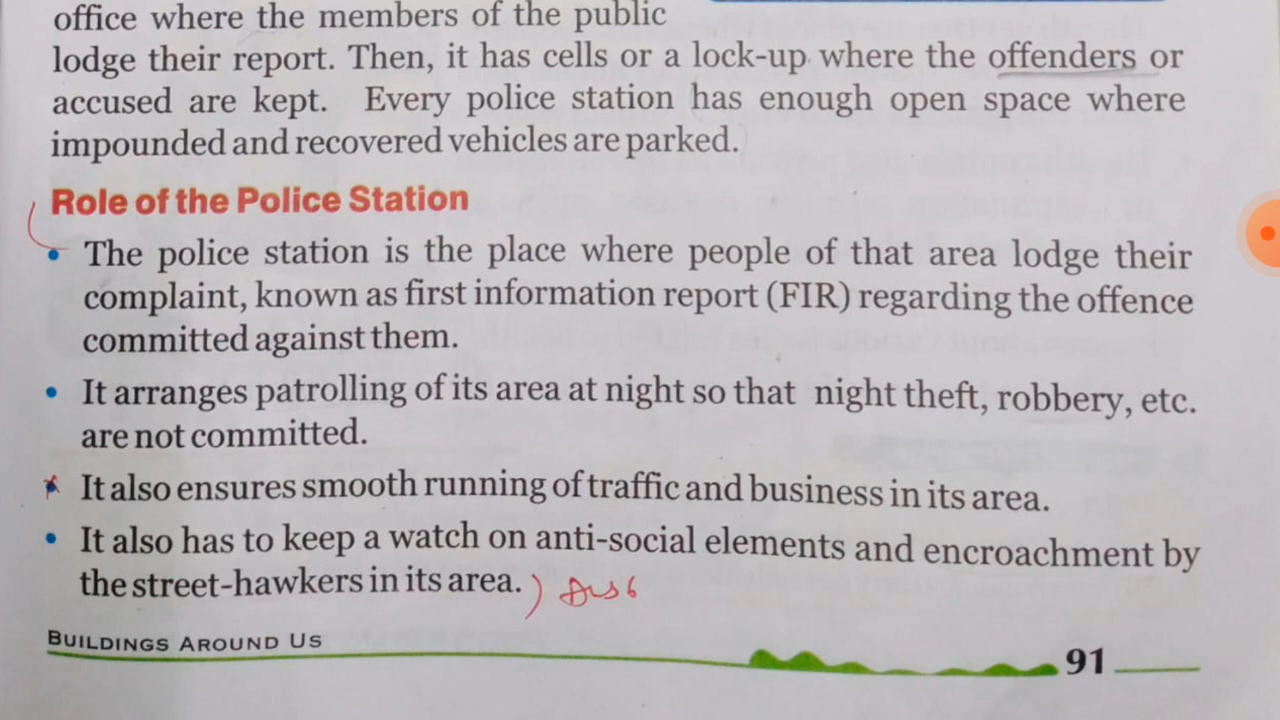 office where the members of the public
lodge their report. Then, it has cells or a lock-up where the offenders or
accused are kept. Every police station has enough open space where
impounded and recovered vehicles are parked.
Role of the Police Station
• The police station is the place where people of that area lodge their
complaint, known as first information report (FIR) regarding the offence
committed against them.
• It arranges patrolling of its area at night so that night theft, robbery, etc.
are not committed.
• It also ensures smooth running of traffic and business in its area.
• It also has to keep a watch on anti-social elements and encroachment by
the street-hawkers in its area. ) Ans 6
BUILDINGS AROUND US
91